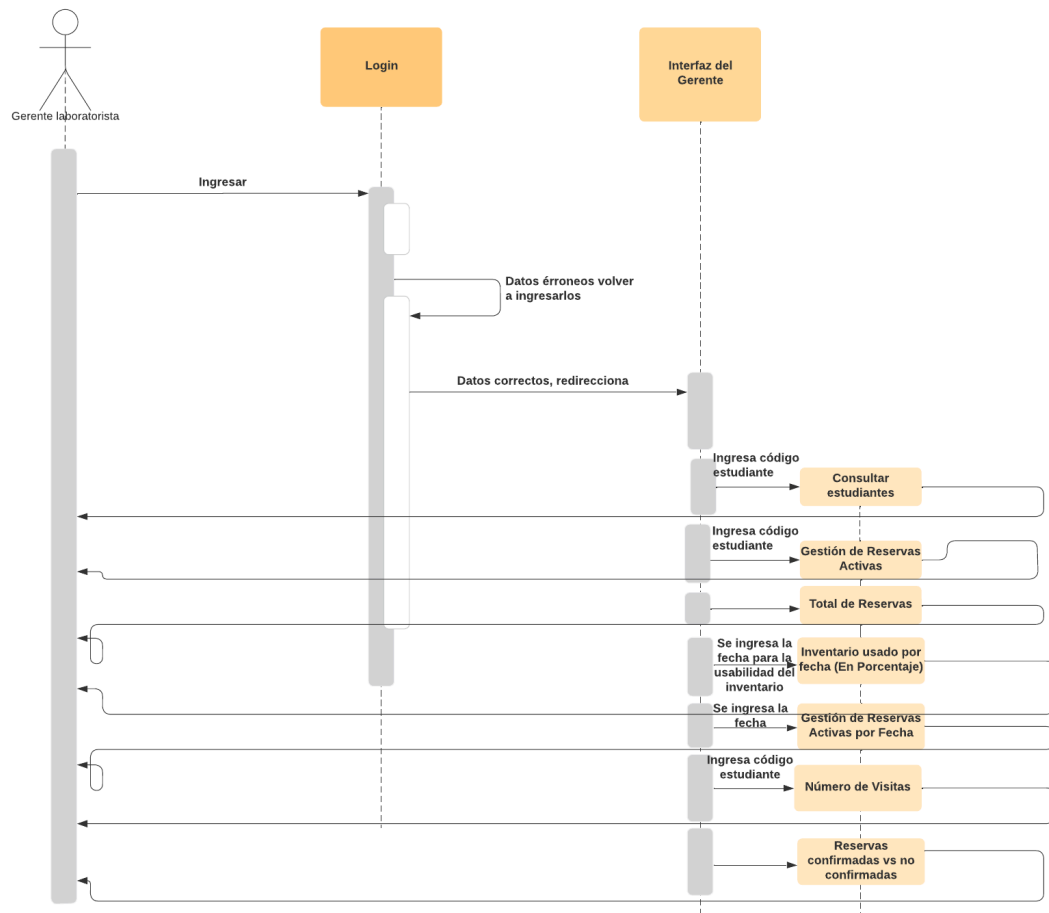 Login
Interfaz del
Gerente
Gerente laboratorista
Ingresar
Datos érroneos volver
a ingresarlos
Datos correctos, redirecciona
Ingresa código
estudiante
Consultar
estudiantes
Ingresa código
estudiante
Gestión de Reservas
Activas
Total de Reservas
Se ingresa la
fecha para la
usabilidad del
inventario
Inventario usado por
fecha (En Porcentaje)
Se ingresa la
fecha
Gestión de Reservas
Activas por Fecha
Ingresa código
estudiante
Número de Visitas
Reservas
confirmadas vs no
confirmadas